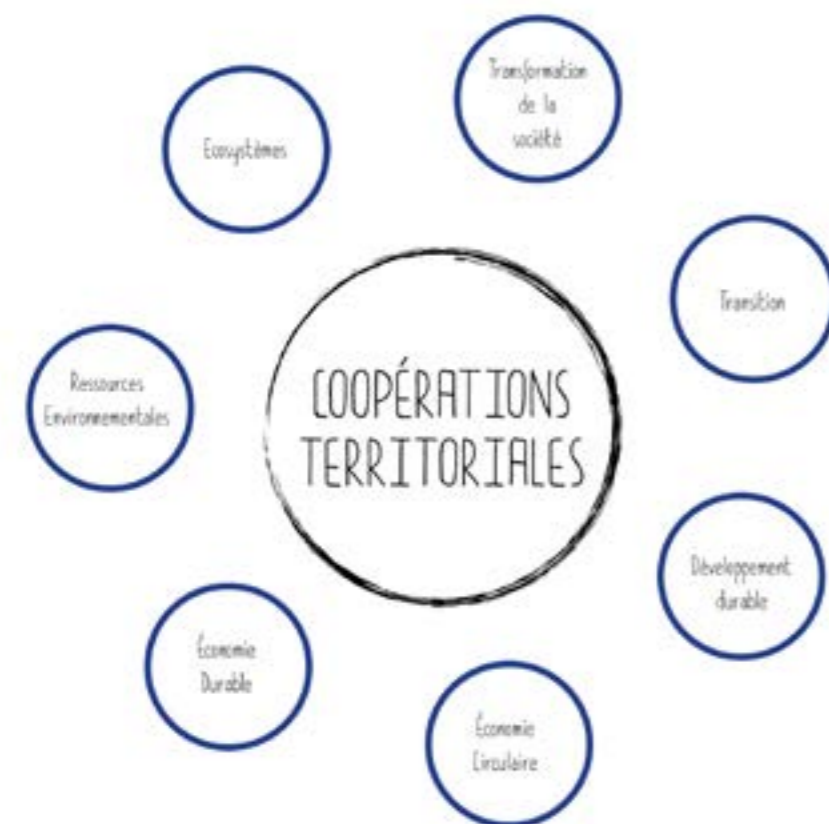 Transformation
de la
société
Ecosystèmes
Transition
Ressources
Environnementales
COOPÉRATIONS
TERRITORIALES
Développement
durable
Économie
Durable
Économie
Circulaire